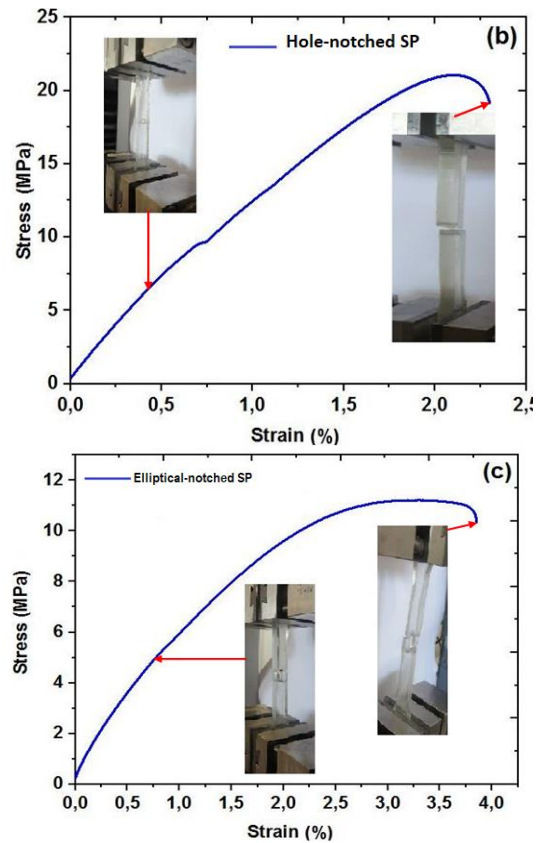 (b)
Hole-notched SP
25
20
15
10
5
0
Stress (MPa)
0,0 0,5 1,0 1,5 2,0 2,5
Strain (%)
(c)
Elliptical-notched SP
12
10
8
6
4
2
0
Stress (MPa)
0,0 0,5 1,0 1,5 2,0 2,5 3,0 3,5 4,0
Strain (%)